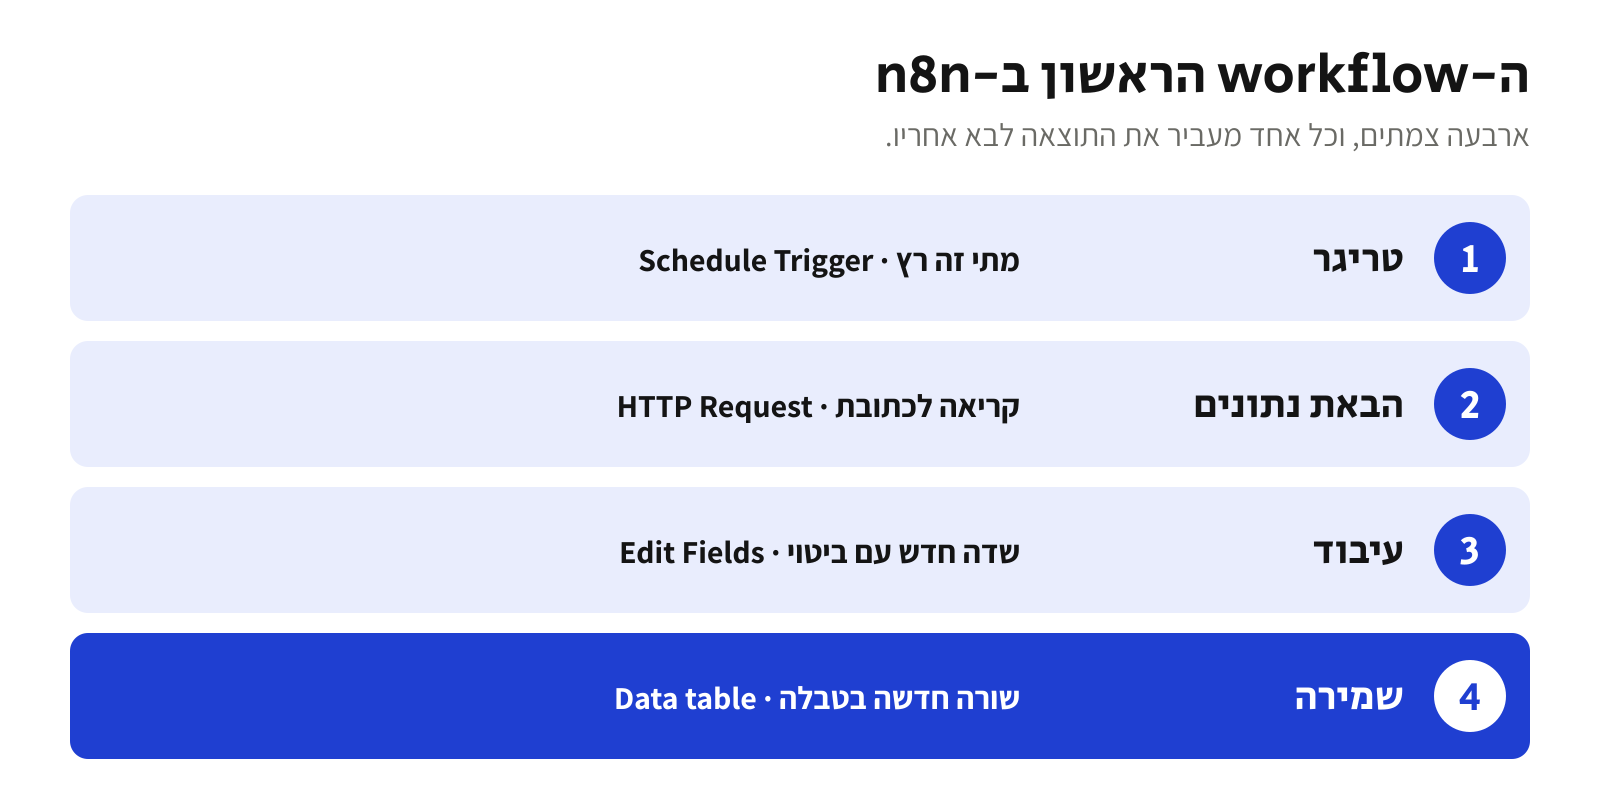 ה-workflow הראשון ב-n8n
ארבעה צמתים, וכל אחד מעביר את התוצאה לבא אחריו.
1 טריגר מתי זה רץ · Schedule Trigger
2 הבאת נתונים קריאה לכתובת · HTTP Request
3 עיבוד שדה חדש עם ביטוי · Edit Fields
4 שמירה שורה חדשה בטבלה · Data table